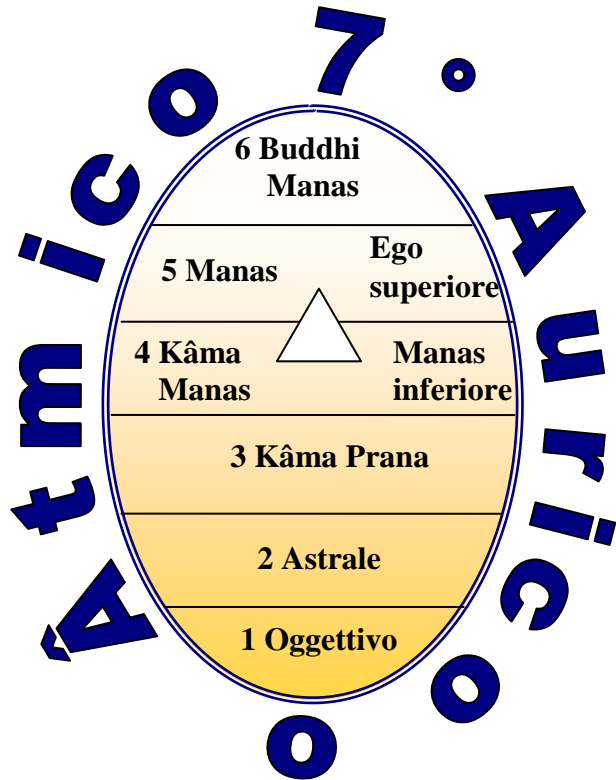 7° Aurico o Âtmico
6 Buddhi
Manas
5 Manas
Ego
superiore
4 Kâma
Manas
Manas
inferiore
3 Kâma Prana
2 Astrale
1 Oggettivo